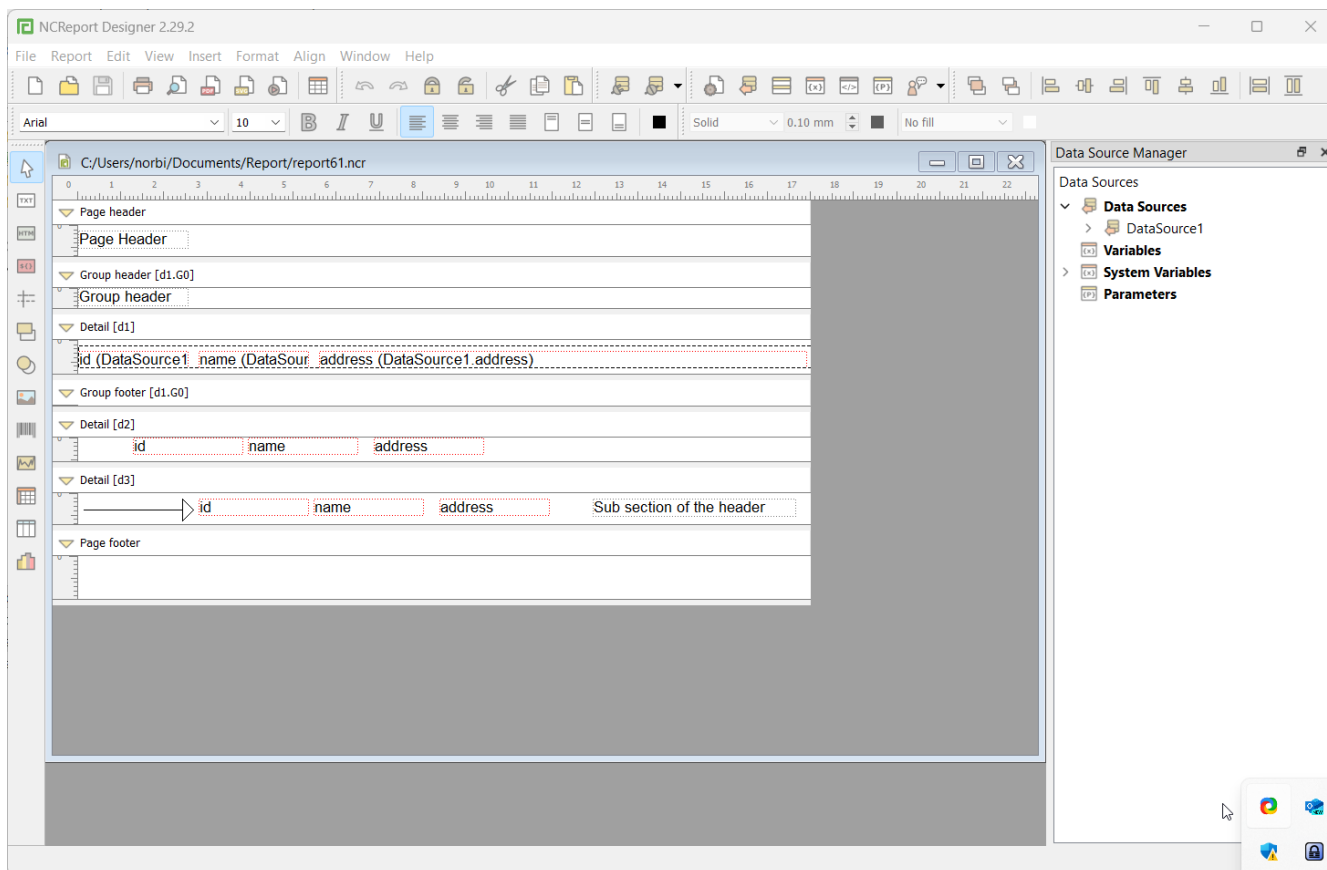 NCReport Designer 2.29.2
File Report Edit View Insert Format Align Window Help
Arial 10 Solid 0.10 mm No fill
C:/Users/norbi/Documents/Report/report61.ncr
0 1 2 3 4 5 6 7 8 9 10 11 12 13 14 15 16 17 18 19 20 21 22
Page header
Page Header
Group header [d1.G0]
Group header
Detail [d1]
id (DataSource1 name (DataSour address (DataSource1.address)
Group footer [d1.G0]
Detail [d2]
id name address
Detail [d3]
id name address Sub section of the header
Page footer
Data Source Manager
Data Sources
Data Sources
DataSource1
Variables
System Variables
Parameters